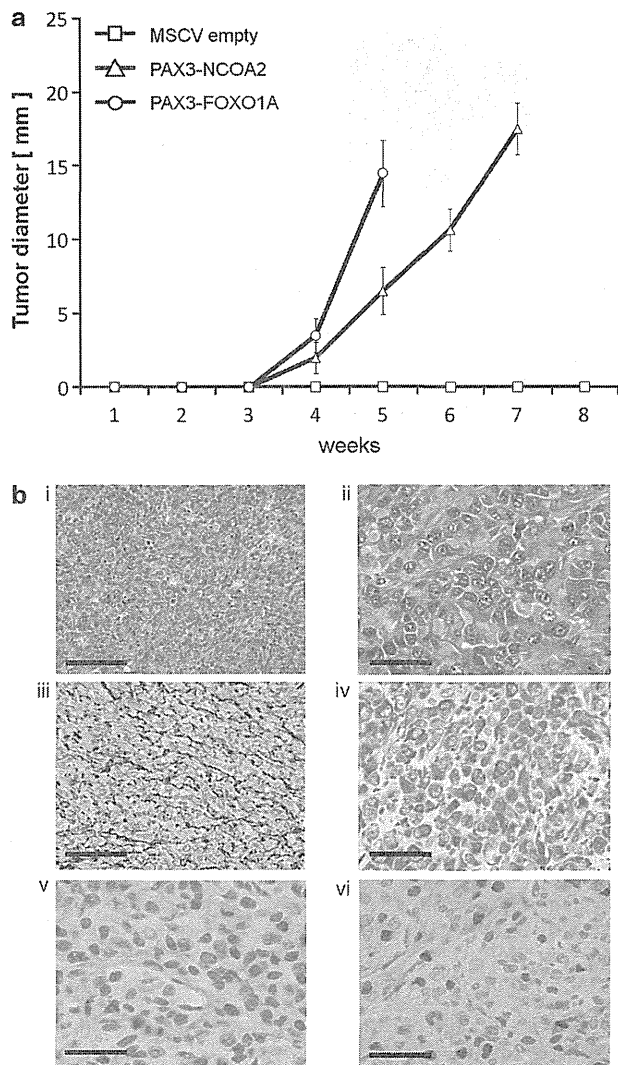 a
MSCV empty
PAX3-NCOA2
PAX3-FOXO1A
Tumor diameter [ mm ]
25
20
15
10
5
0
1 2 3 4 5 6 7 8
weeks
b
i
ii
iii
iv
v
vi